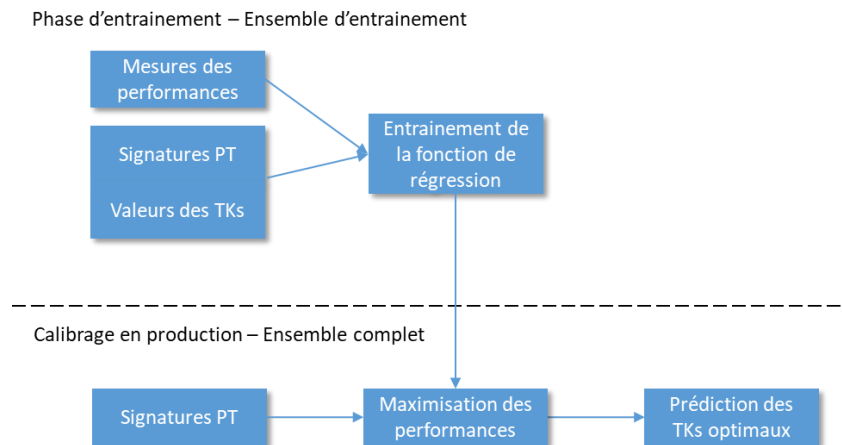 Phase d'entrainement – Ensemble d'entrainement
Mesures des
performances
Signatures PT
Valeurs des TKs
Entrainement de
la fonction de
régression
Calibrage en production – Ensemble complet
Signatures PT
Maximisation des
performances
Prédiction des
TKs optimaux